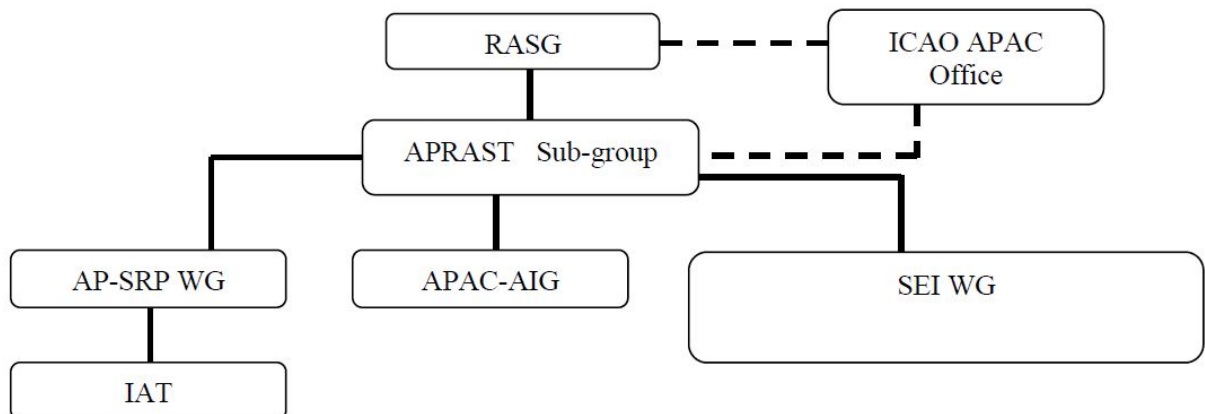 RASG
ICAO APAC
Office
APRAST Sub-group
AP-SRP WG
APAC-AIG
SEI WG
IAT